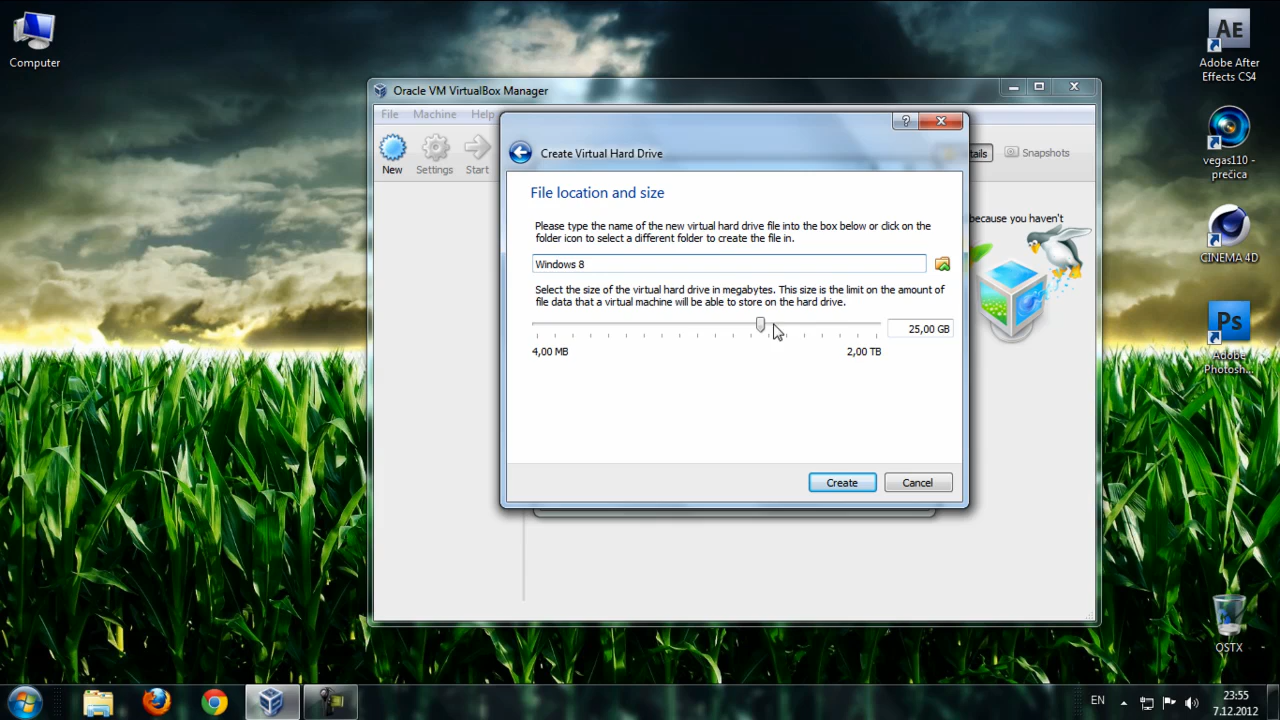 Computer
Adobe After
Effects CS4
vegas110 -
prečica
CINEMA 4D
Adobe
Photosh...
QSTX
Oracle VM VirtualBox Manager
File Machine Help
New
Settings
Start
tails
Snapshots
because you haven't
?
Create Virtual Hard Drive
File location and size
Please type the name of the new virtual hard drive file into the box below or click on the
folder icon to select a different folder to create the file in.
Windows 8
Select the size of the virtual hard drive in megabytes. This size is the limit on the amount of
file data that a virtual machine will be able to store on the hard drive.
25,00 GB
4,00 MB
2,00 TB
Create
Cancel
Ae
Ps
EN
23:55
7.12.2012